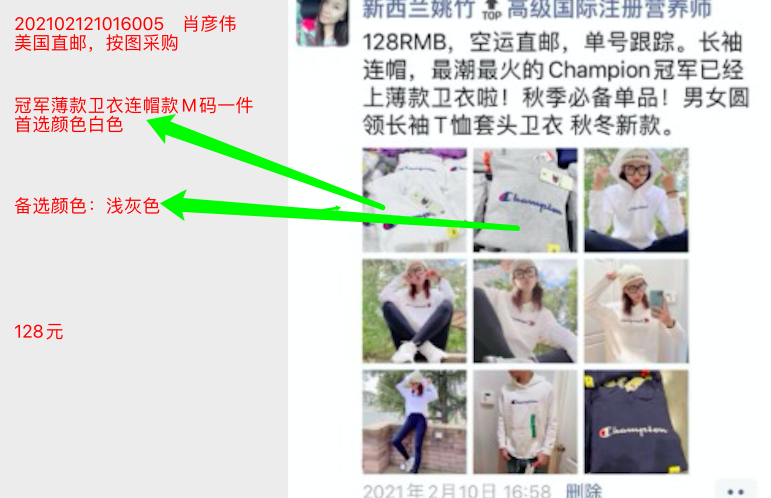 202102121016005 肖彦伟
美国直邮，按图采购
冠军薄款卫衣连帽款M码一件
首选颜色白色
备选颜色：浅灰色
128元
新西兰姚竹 TOP 高级国际注册营养师
128RMB，空运直邮，单号跟踪。长袖
连帽，最潮最火的Champion冠军已经
上薄款卫衣啦！秋季必备单品！男女圆
领长袖T恤套头卫衣 秋冬新款。
Champion
Champion
2021年2月10日 16:58 删除